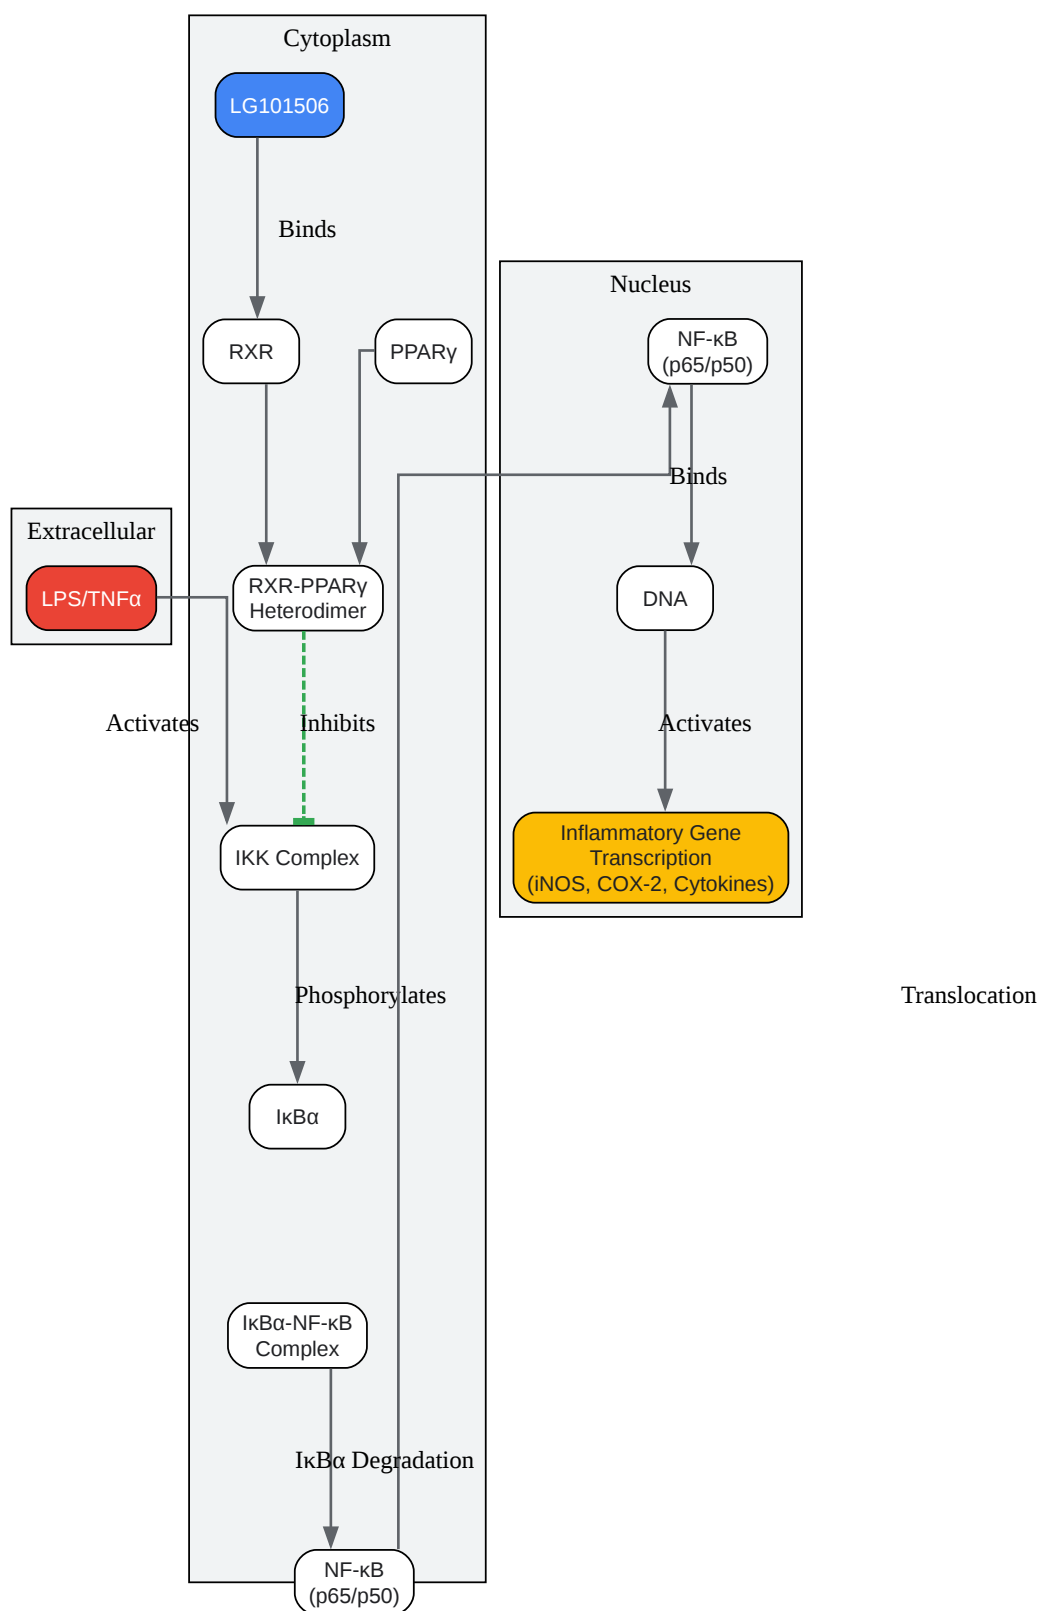 Cytoplasm
LG101506
Binds
RXR
PPARγ
RXR-PPARγ
Heterodimer
Extracellular
LPS/TNFα
Activates
Inhibits
IKK Complex
Phosphorylates
IκBα
IκBα-NF-κB
Complex
IκBα Degradation
NF-κB
(p65/p50)
Nucleus
NF-κB
(p65/p50)
Binds
DNA
Activates
Inflammatory Gene
Transcription
(iNOS, COX-2, Cytokines)
Translocation